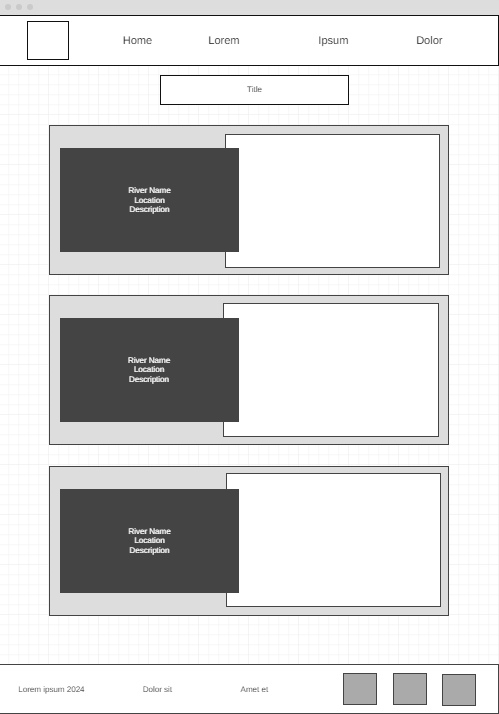 Home Lorem Ipsum Dolor
Title
River Name
Location
Description
River Name
Location
Description
River Name
Location
Description
Lorem ipsum 2024 Dolor sit Amet et